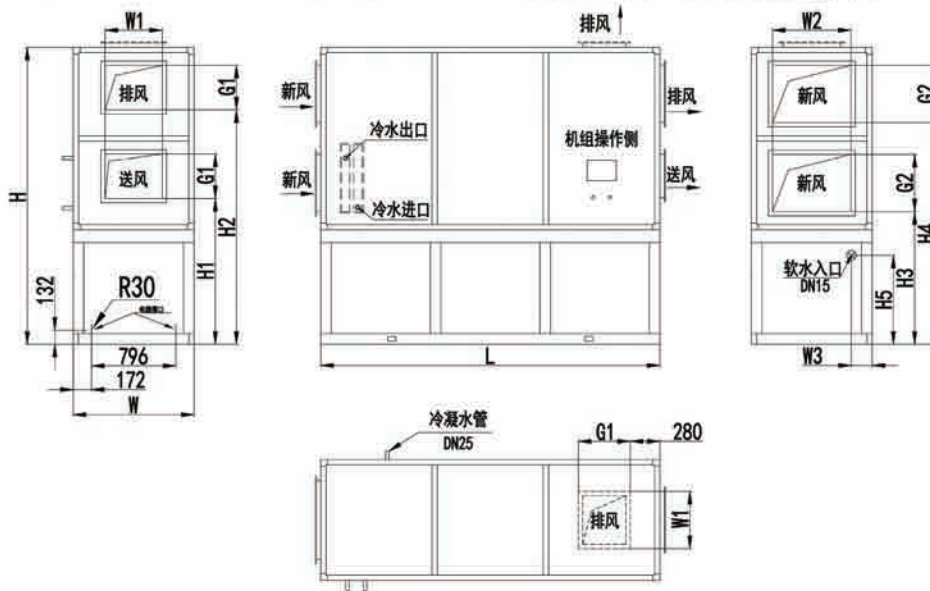 W1
排风
G1
送风
G1
H
H1
H2
132
R30
796
172
W
排风
新风
冷水出口
新风
冷水进口
机组操作侧
排风
送风
L
W2
新风
G2
新风
G2
软水入口
DN15
H5
H3
H4
W3
冷凝水管
DN25
G1
280
排风
W1